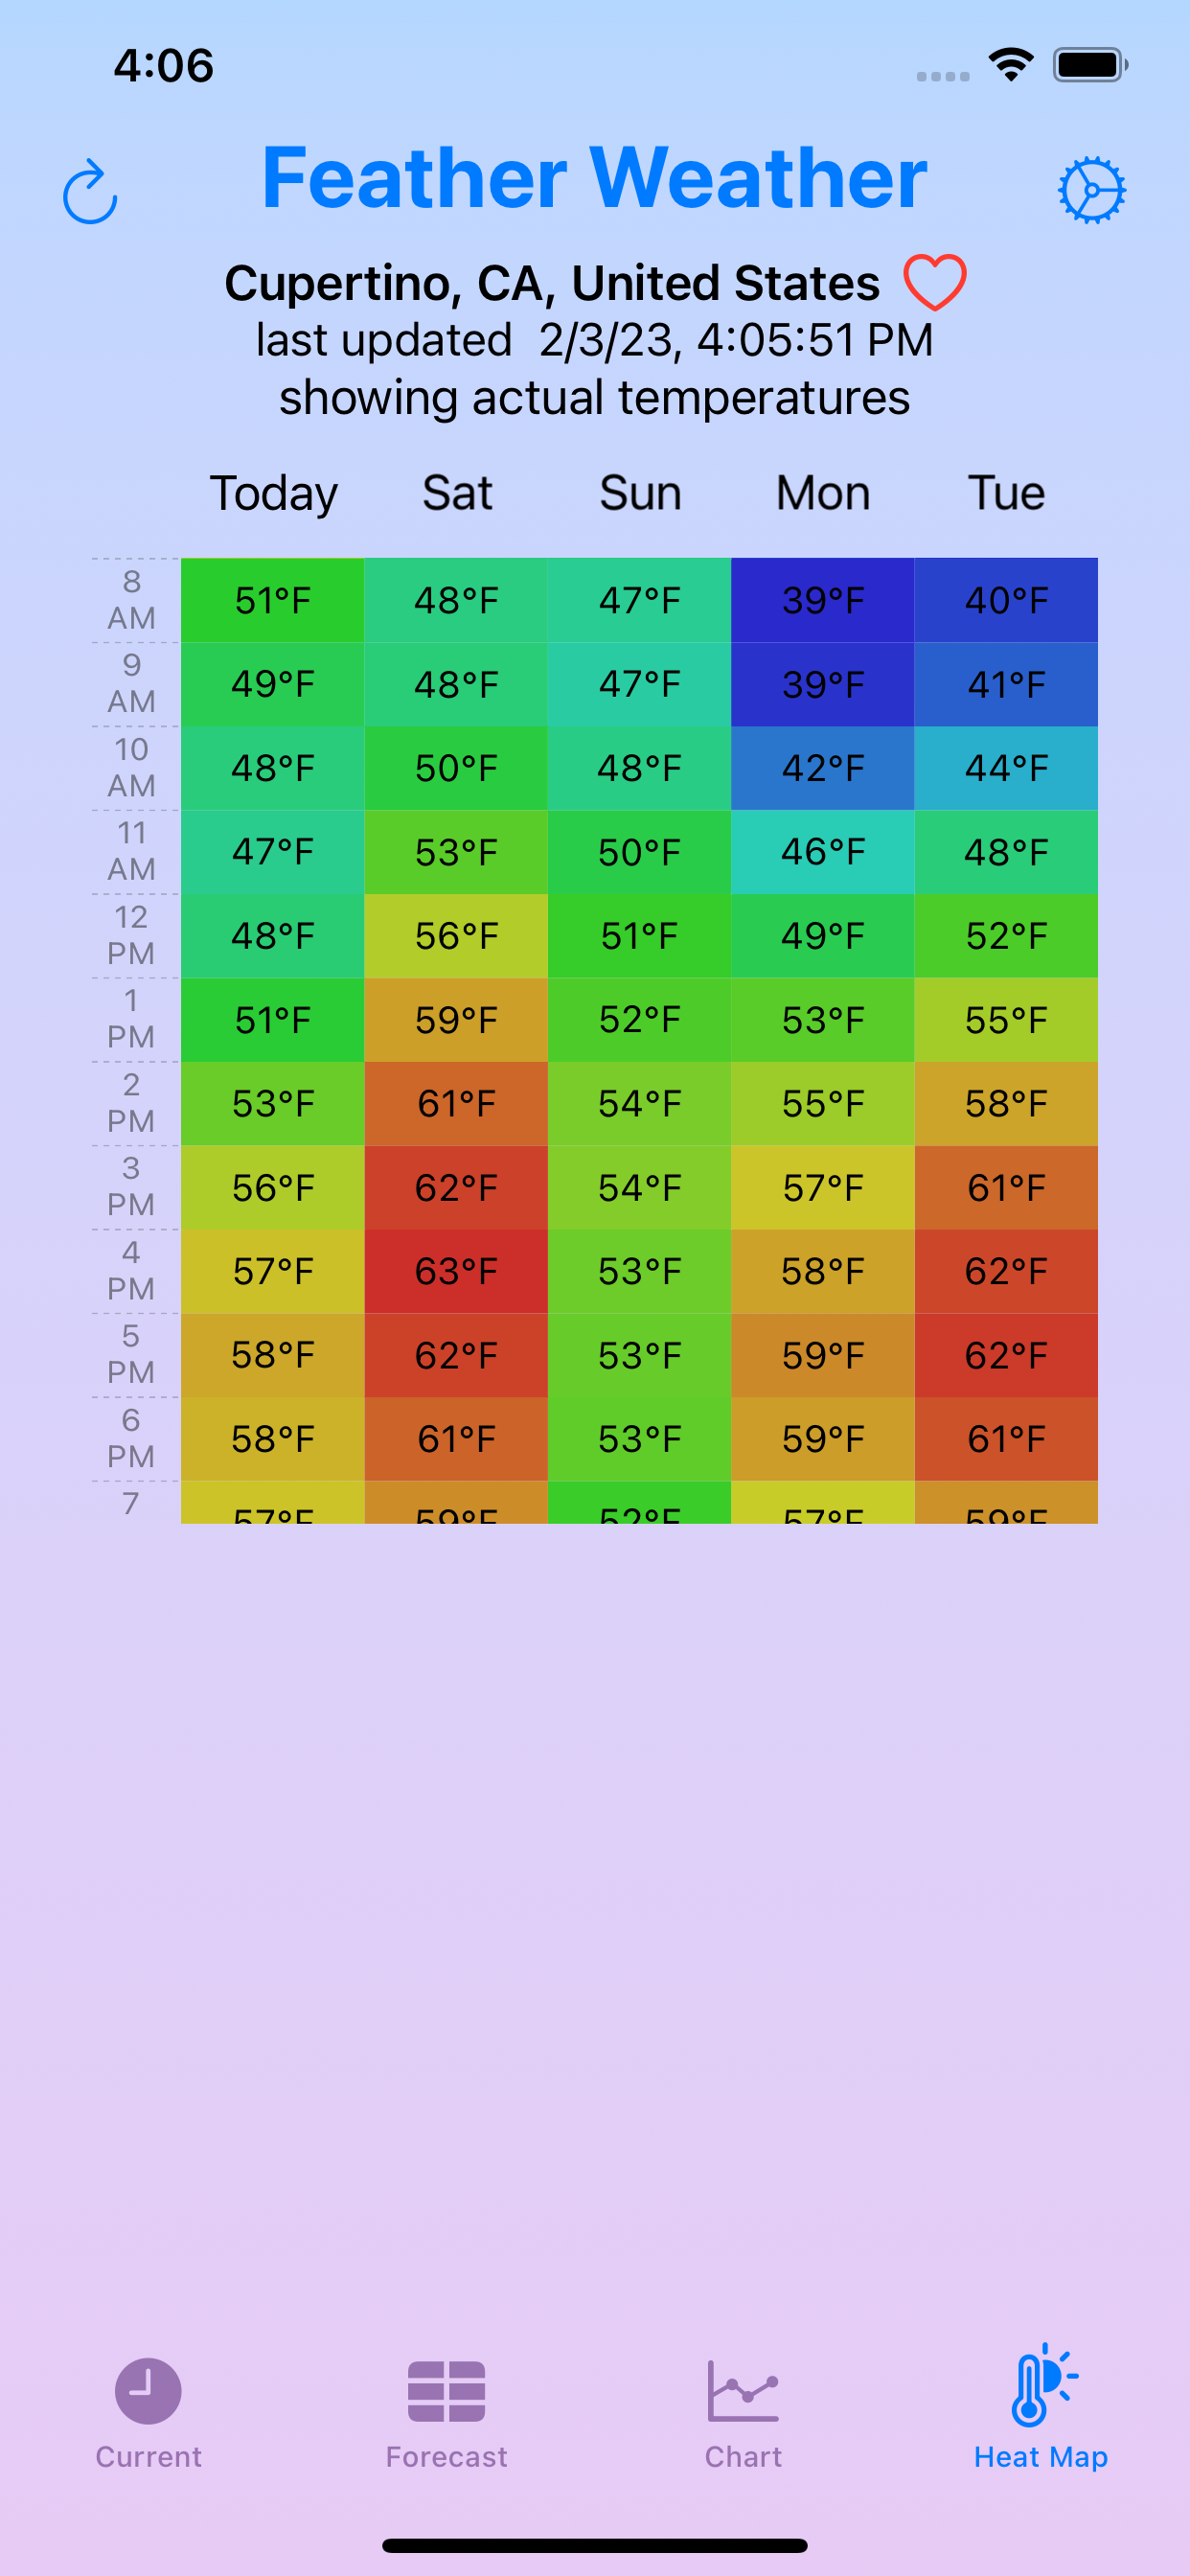 4:06
Feather Weather
Cupertino, CA, United States
last updated 2/3/23, 4:05:51 PM
showing actual temperatures
Today Sat Sun Mon Tue
8 AM 51°F 48°F 47°F 39°F 40°F
9 AM 49°F 48°F 47°F 39°F 41°F
10 AM 48°F 50°F 48°F 42°F 44°F
11 AM 47°F 53°F 50°F 46°F 48°F
12 PM 48°F 56°F 51°F 49°F 52°F
1 PM 51°F 59°F 52°F 53°F 55°F
2 PM 53°F 61°F 54°F 55°F 58°F
3 PM 56°F 62°F 54°F 57°F 61°F
4 PM 57°F 63°F 53°F 58°F 62°F
5 PM 58°F 62°F 53°F 59°F 62°F
6 PM 58°F 61°F 53°F 59°F 61°F
7 57°F 59°F 52°F 57°F 59°F
Current Forecast Chart Heat Map